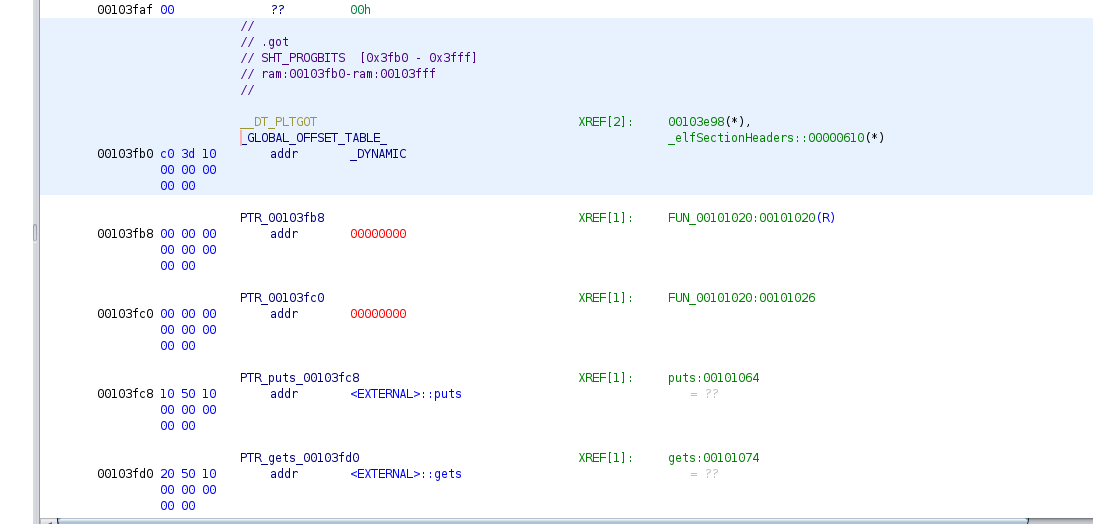 00103faf 00 ?? 00h
//
// .got
// SHT_PROGBITS [0x3fb0 - 0x3fff]
// ram:00103fb0-ram:00103fff
//
__DT_PLTGOT XREF[2]: 00103e98(*),
_GLOBAL_OFFSET_TABLE_ _elfSectionHeaders::00000610(*)
00103fb0 c0 3d 10 addr _DYNAMIC
00 00 00
00 00
PTR_00103fb8 XREF[1]: FUN_00101020:00101020(R)
00103fb8 00 00 00 addr 00000000
00 00 00
00 00
PTR_00103fc0 XREF[1]: FUN_00101020:00101026
00103fc0 00 00 00 addr 00000000
00 00 00
00 00
PTR_puts_00103fc8 XREF[1]: puts:00101064
00103fc8 10 50 10 addr <EXTERNAL>::puts = ??
00 00 00
00 00
PTR_gets_00103fd0 XREF[1]: gets:00101074
00103fd0 20 50 10 addr <EXTERNAL>::gets = ??
00 00 00
00 00